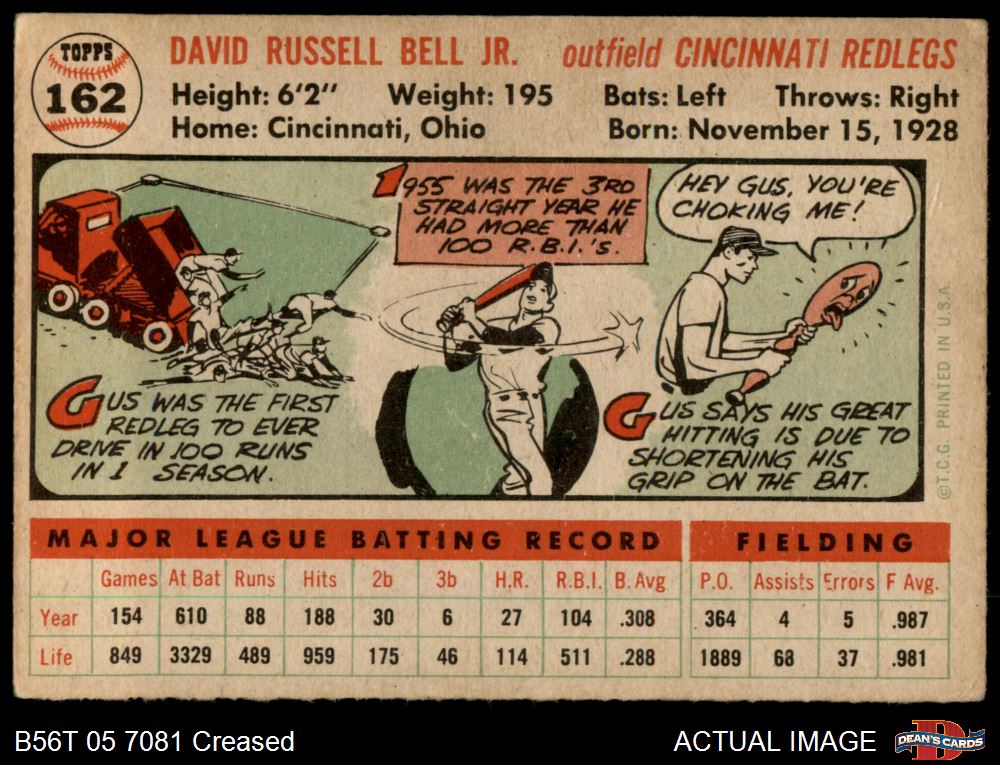 TOPPS
162
DAVID RUSSELL BELL JR. outfield CINCINNATI REDLEGS
Height: 6'2" Weight: 195 Bats: Left Throws: Right
Home: Cincinnati, Ohio Born: November 15, 1928
1955 WAS THE 3RD
STRAIGHT YEAR HE
HAD MORE THAN
100 R.B.I.'s.
HEY GUS, YOU'RE
CHOKING ME!
GUS WAS THE FIRST
REDLEG TO EVER
DRIVE IN 100 RUNS
IN 1 SEASON.
GUS SAYS HIS GREAT
HITTING IS DUE TO
SHORTENING HIS
GRIP ON THE BAT.
©T.C.G. PRINTED IN U.S.A.
MAJOR LEAGUE BATTING RECORD FIELDING
Games At Bat Runs Hits 2b 3b H.R. R.B.I. B. Avg P.O. Assists Errors F Avg.
Year 154 610 88 188 30 6 27 104 .308 364 4 5 .987
Life 849 3329 489 959 175 46 114 511 .288 1889 68 37 .981
B56T 05 7081 Creased ACTUAL IMAGE DEAN'S CARDS